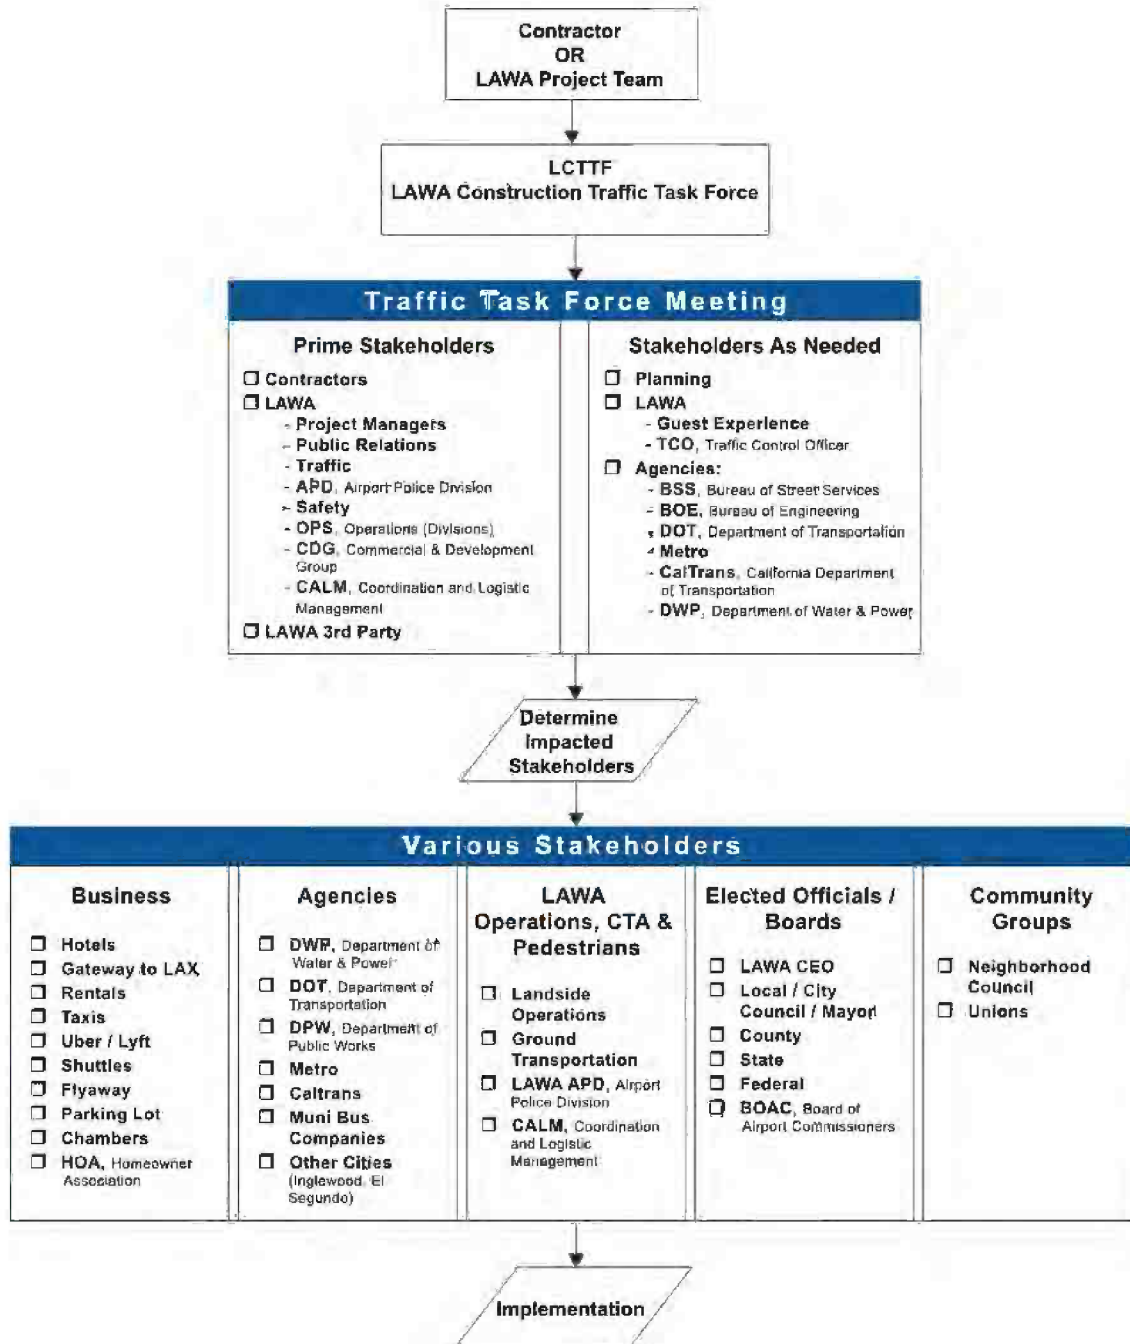 Contractor
OR
LAWA Project Team
LCTTF
LAWA Construction Traffic Task Force
Traffic Task Force Meeting
Prime Stakeholders
☐ Contractors
☐ LAWA
- Project Managers
- Public Relations
- Traffic
- APD, Airport Police Division
- Safety
- OPS, Operations (Divisions)
- CDG, Commercial & Development
Group
- CALM, Coordination and Logistic
Management
☐ LAWA 3rd Party
Stakeholders As Needed
☐ Planning
☐ LAWA
- Guest Experience
- TCO, Traffic Control Officer
☐ Agencies:
- BSS, Bureau of Street Services
- BOE, Bureau of Engineering
- DOT, Department of Transportation
- Metro
- CalTrans, California Department
of Transportation
- DWP, Department of Water & Power
Determine
Impacted
Stakeholders
Various Stakeholders
Business
☐ Hotels
☐ Gateway to LAX
☐ Rentals
☐ Taxis
☐ Uber / Lyft
☐ Shuttles
☐ Flyaway
☐ Parking Lot
☐ Chambers
☐ HOA, Homeowner
Association
Agencies
☐ DWP, Department of
Water & Power
☐ DOT, Department of
Transportation
☐ DPW, Department of
Public Works
☐ Metro
☐ Caltrans
☐ Muni Bus
Companies
☐ Other Cities
(Inglewood, El
Segundo)
LAWA
Operations, CTA &
Pedestrians
☐ Landside
Operations
☐ Ground
Transportation
☐ LAWA APD, Airport
Police Division
☐ CALM, Coordination
and Logistic
Management
Elected Officials /
Boards
☐ LAWA CEO
☐ Local / City
Council / Mayor
☐ County
☐ State
☐ Federal
☐ BOAC, Board of
Airport Commissioners
Community
Groups
☐ Neighborhood
Council
☐ Unions
Implementation